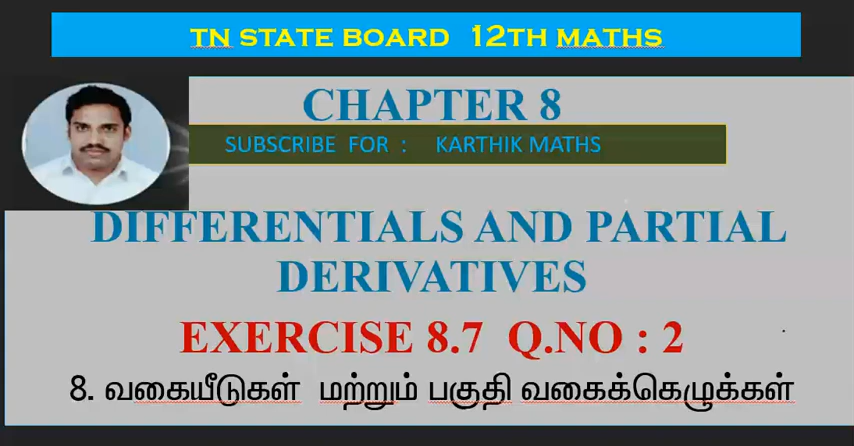 TN STATE BOARD 12TH MATHS
CHAPTER 8
SUBSCRIBE FOR : KARTHIK MATHS
DIFFERENTIALS AND PARTIAL
DERIVATIVES
EXERCISE 8.7 Q.NO : 2
8. வகையீடுகள் மற்றும் பகுதி வகைக்கெழுக்கள்